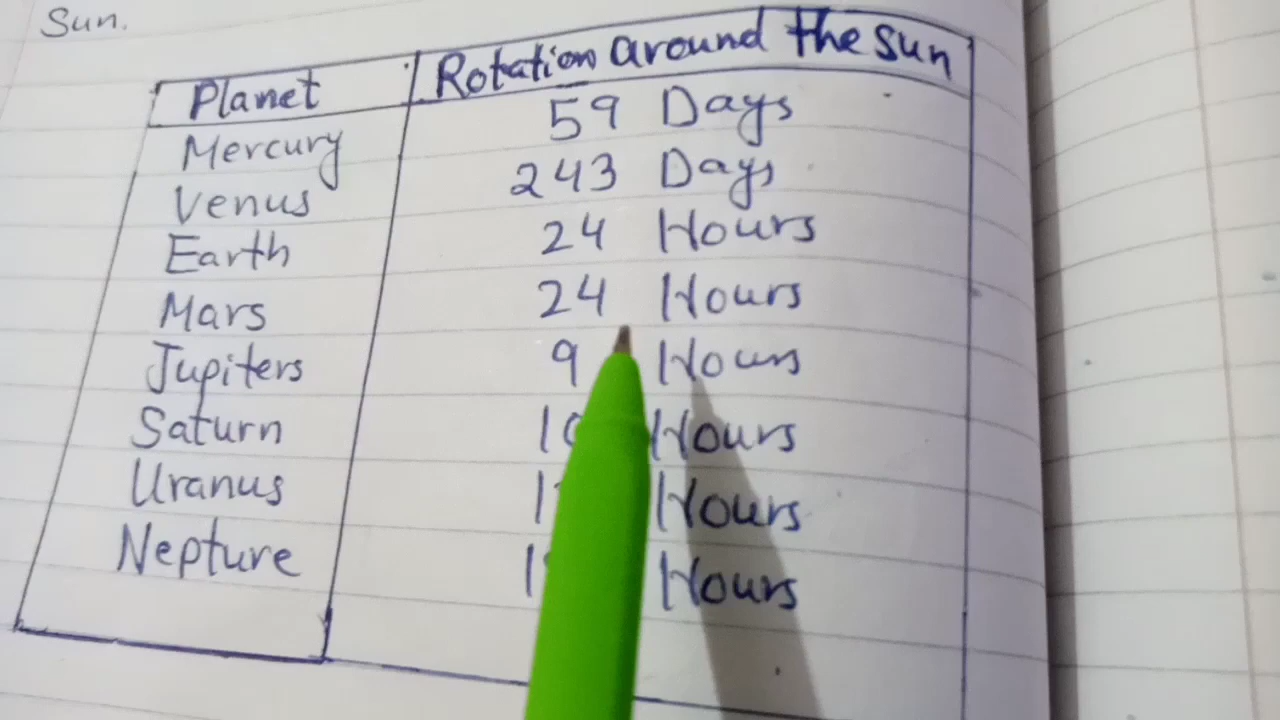 Sun.
Planet Rotation around the sun
Mercury 59 Days
Venus 243 Days
Earth 24 Hours
Mars 24 Hours
Jupiters 9 Hours
Saturn Hours
Uranus Hours
Nepture Hours